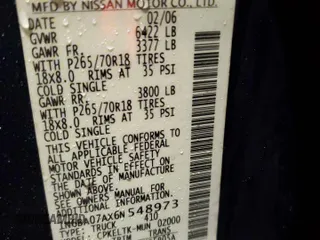 MFD BY NISSAN MOTOR CO., LTD.
DATE 02/06
GVWR 6422 LB
GAWR FR. 3377 LB
WITH P265/70R18 TIRES
18X8.0 RIMS AT 35 PSI
COLD SINGLE
GAWR RR. 3800 LB
WITH P265/70R18 TIRES
18X8.0 RIMS AT 35 PSI
COLD SINGLE
THIS VEHICLE CONFORMS TO
ALL APPLICABLE FEDERAL
MOTOR VEHICLE SAFETY
STANDARDS IN EFFECT ON
THE DATE OF MANUFACTURE
SHOWN ABOVE.
SEE OWNERS MANUAL FOR
ADDITIONAL INFORMATION
548973
TYPE: TRUCK 410